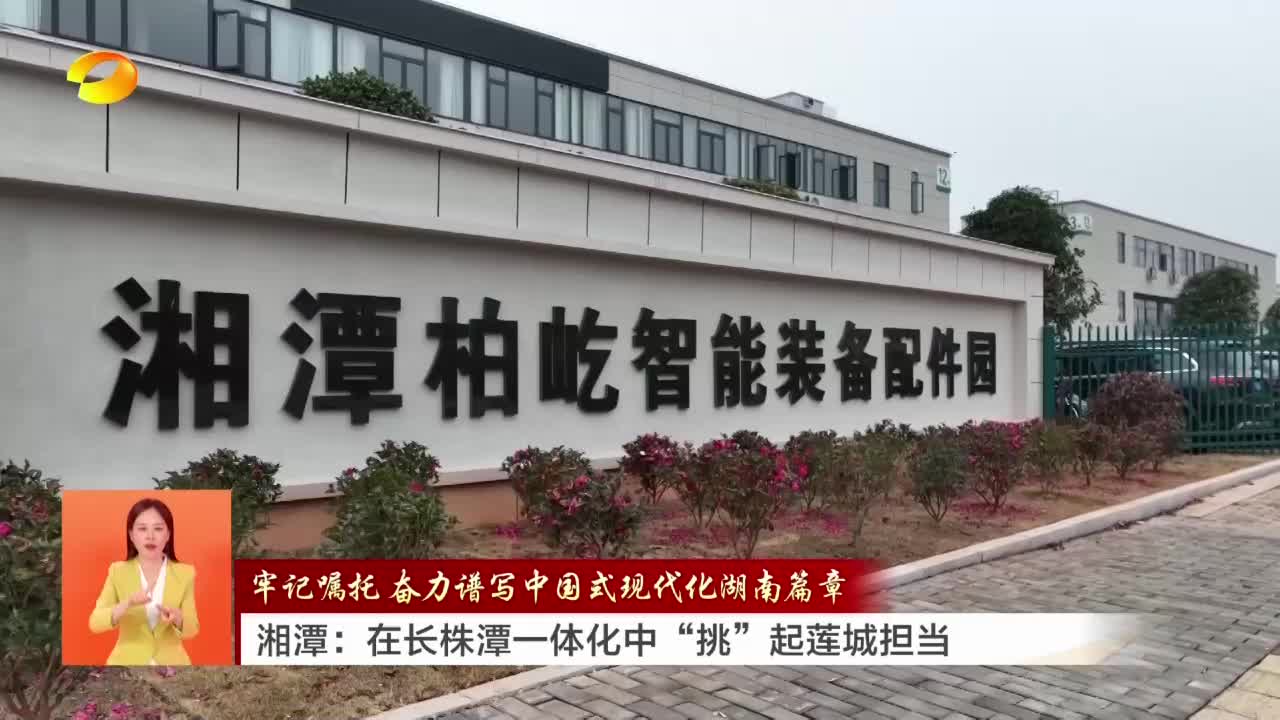 12
湘潭柏屹智能装备配件园
牢记嘱托 奋力谱写中国式现代化湖南篇章
湘潭：在长株潭一体化中“挑”起莲城担当